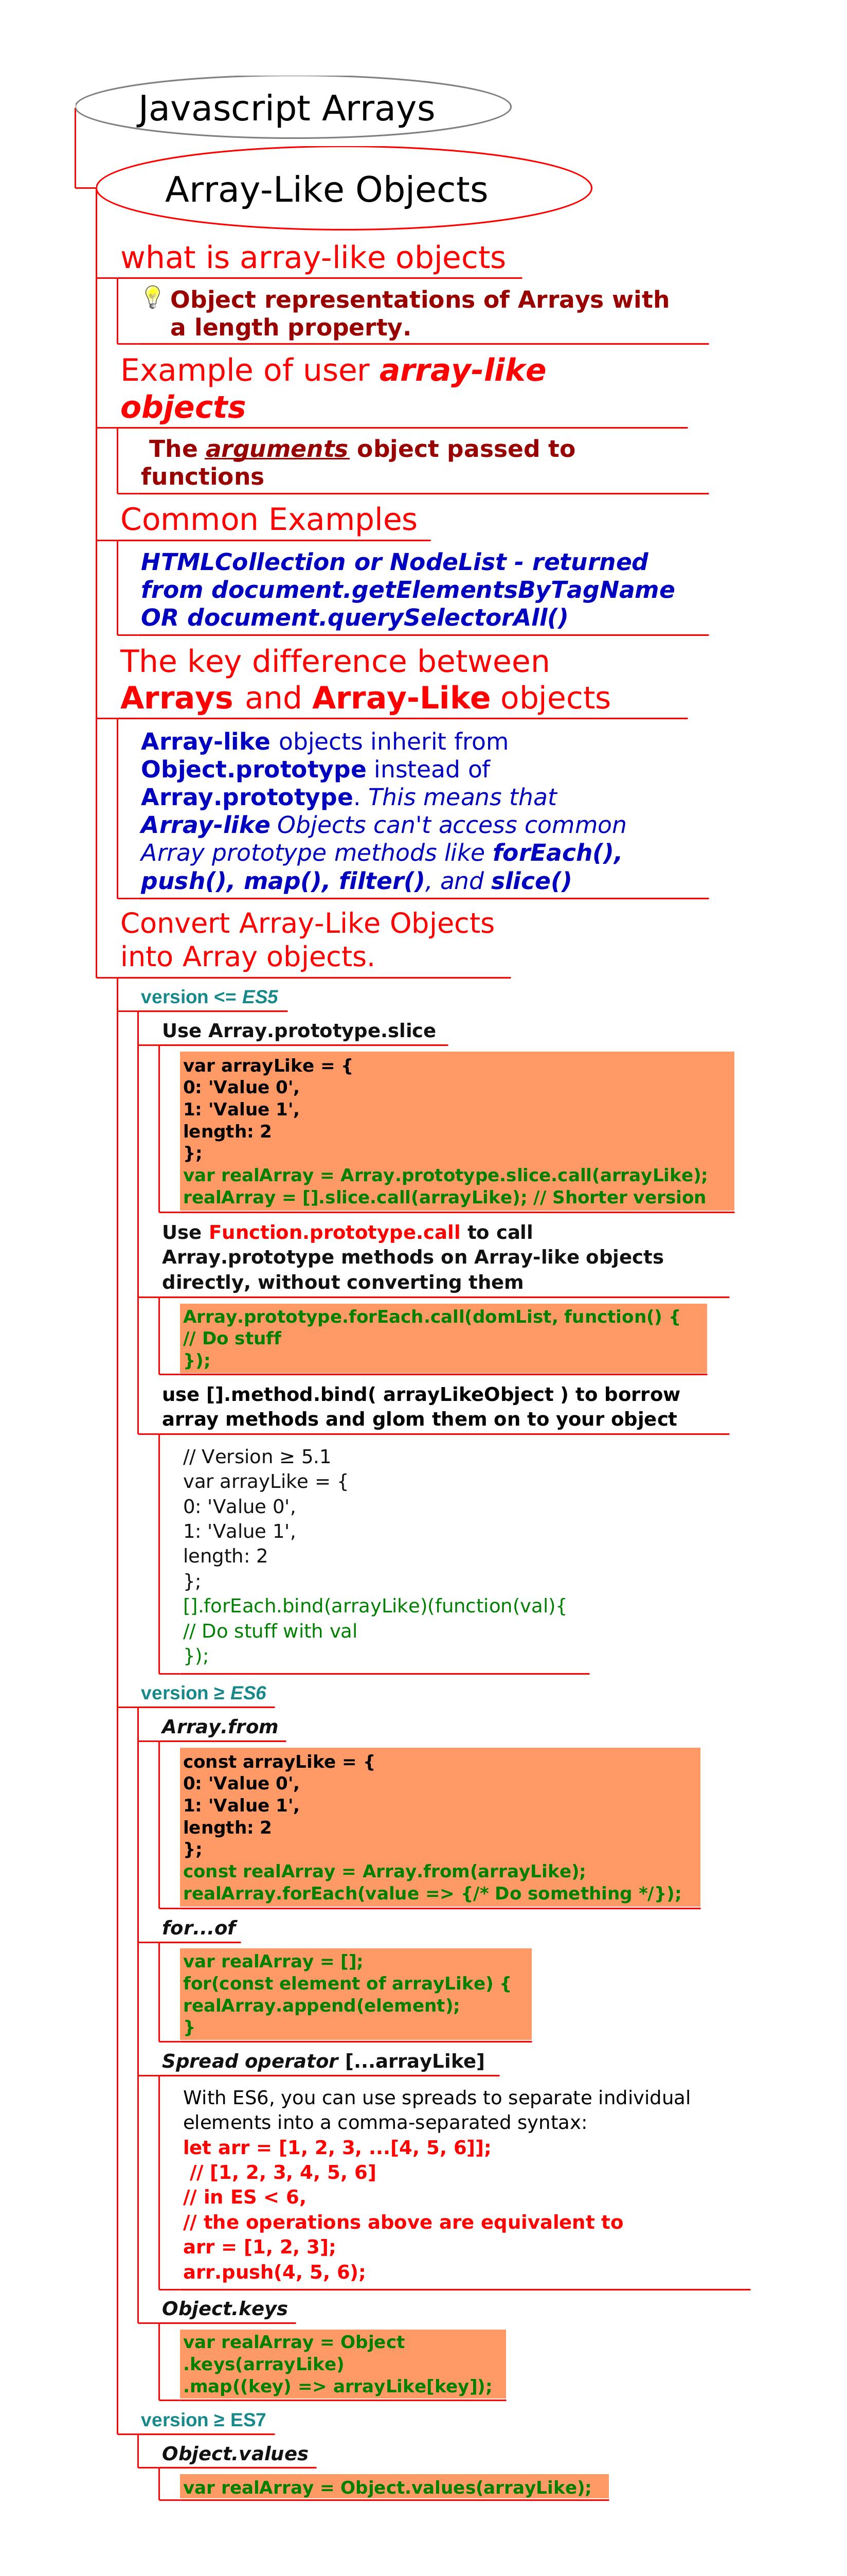 Javascript Arrays
Array-Like Objects
what is array-like objects
Object representations of Arrays with
a length property.
Example of user array-like
objects
The arguments object passed to
functions
Common Examples
HTMLCollection or NodeList - returned
from document.getElementsByTagName
OR document.querySelectorAll()
The key difference between
Arrays and Array-Like objects
Array-like objects inherit from
Object.prototype instead of
Array.prototype. This means that
Array-like Objects can't access common
Array prototype methods like forEach(),
push(), map(), filter(), and slice()
Convert Array-Like Objects
into Array objects.
version <= ES5
Use Array.prototype.slice
var arrayLike = {
0: 'Value 0',
1: 'Value 1',
length: 2
};
var realArray = Array.prototype.slice.call(arrayLike);
realArray = [].slice.call(arrayLike); // Shorter version
Use Function.prototype.call to call
Array.prototype methods on Array-like objects
directly, without converting them
Array.prototype.forEach.call(domList, function() {
// Do stuff
});
use [].method.bind( arrayLikeObject ) to borrow
array methods and glom them on to your object
// Version ≥ 5.1
var arrayLike = {
0: 'Value 0',
1: 'Value 1',
length: 2
};
[].forEach.bind(arrayLike)(function(val){
// Do stuff with val
});
version ≥ ES6
Array.from
const arrayLike = {
0: 'Value 0',
1: 'Value 1',
length: 2
};
const realArray = Array.from(arrayLike);
realArray.forEach(value => {/* Do something */});
for...of
var realArray = [];
for(const element of arrayLike) {
realArray.append(element);
}
Spread operator [...arrayLike]
With ES6, you can use spreads to separate individual
elements into a comma-separated syntax:
let arr = [1, 2, 3, ...[4, 5, 6]];
// [1, 2, 3, 4, 5, 6]
// in ES < 6,
// the operations above are equivalent to
arr = [1, 2, 3];
arr.push(4, 5, 6);
Object.keys
var realArray = Object
.keys(arrayLike)
.map((key) => arrayLike[key]);
version ≥ ES7
Object.values
var realArray = Object.values(arrayLike);